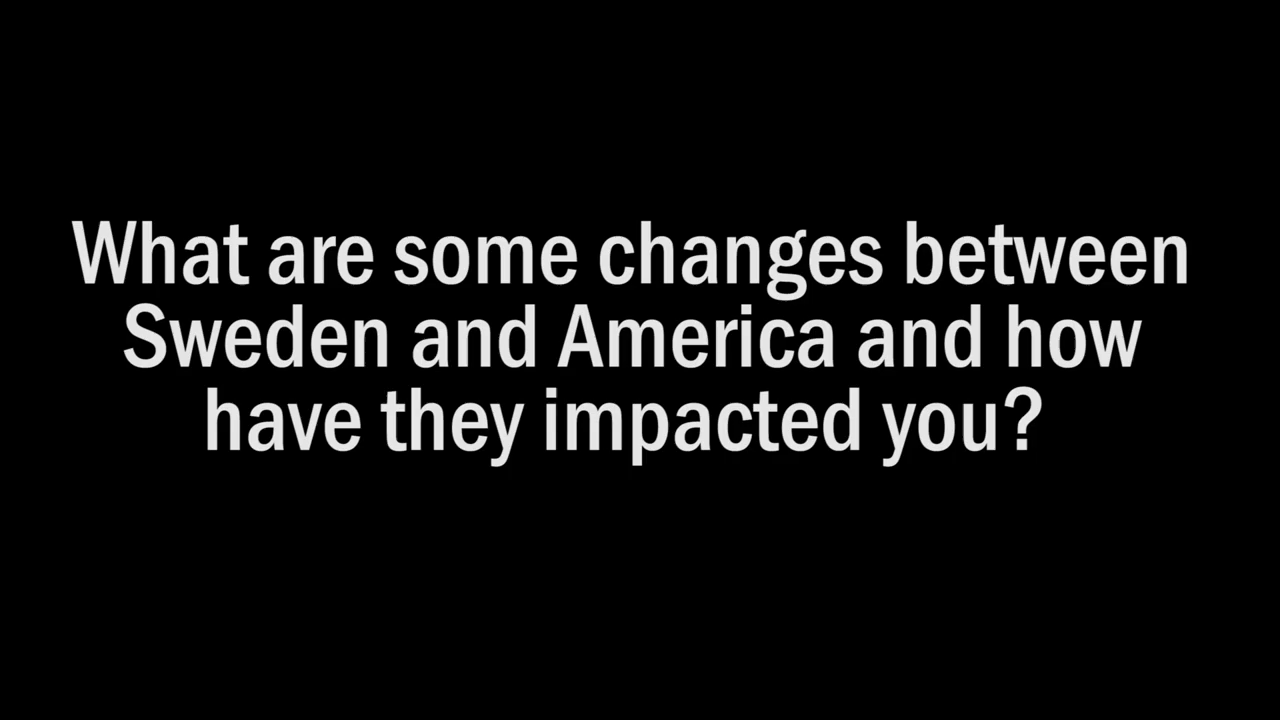 What are some changes between
Sweden and America and how
have they impacted you?